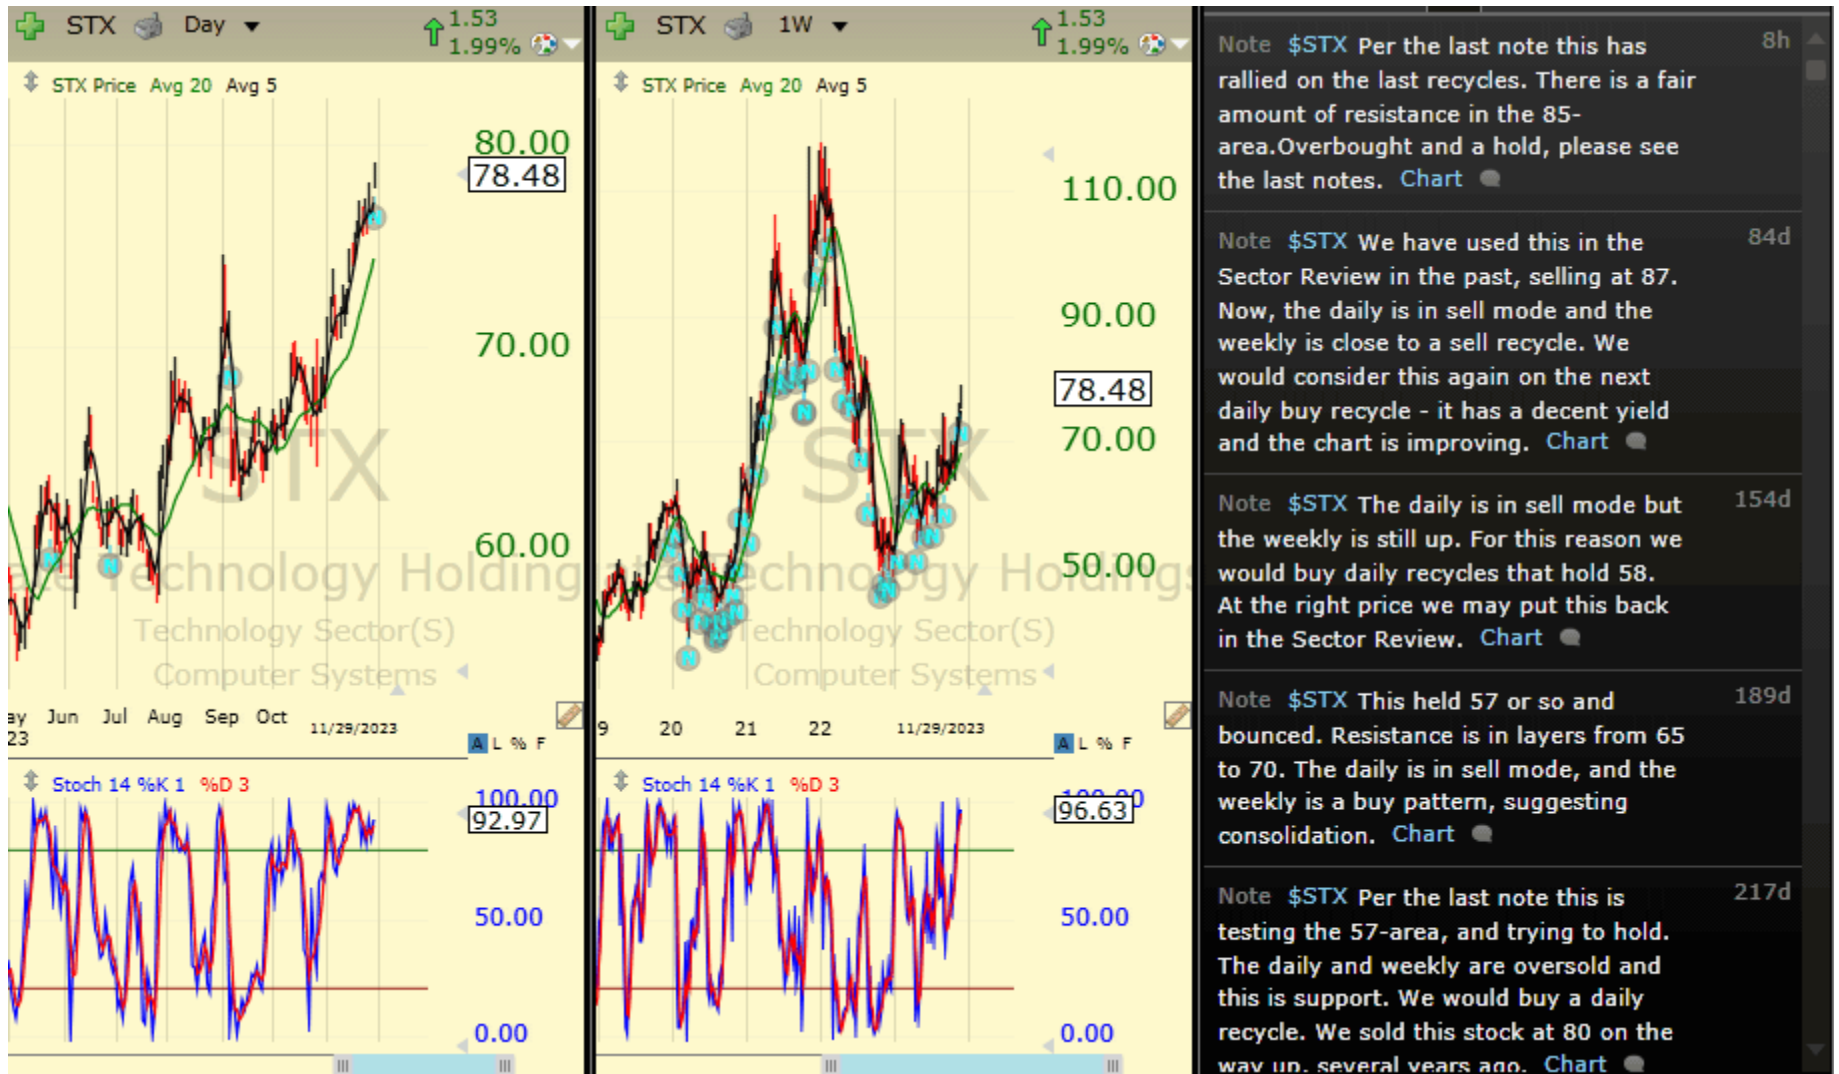 STX Day 1.53
1.99%
STX Price Avg 20 Avg 5
80.00
78.48
70.00
60.00
STX
e Technology Holding
Technology Sector(S)
Computer Systems
ay Jun Jul Aug Sep Oct 11/29/2023
23
A L % F
Stoch 14 %K 1 %D 3
100.00
92.97
50.00
0.00
STX 1W 1.53
1.99%
STX Price Avg 20 Avg 5
110.00
90.00
78.48
70.00
50.00
STX
Technology Holdings
Technology Sector(S)
Computer Systems
9 20 21 22 11/29/2023
A L % F
Stoch 14 %K 1 %D 3
100.00
96.63
50.00
0.00
Note $STX Per the last note this has 8h
rallied on the last recycles. There is a fair
amount of resistance in the 85-
area.Overbought and a hold, please see
the last notes. Chart
Note $STX We have used this in the 84d
Sector Review in the past, selling at 87.
Now, the daily is in sell mode and the
weekly is close to a sell recycle. We
would consider this again on the next
daily buy recycle - it has a decent yield
and the chart is improving. Chart
Note $STX The daily is in sell mode but 154d
the weekly is still up. For this reason we
would buy daily recycles that hold 58.
At the right price we may put this back
in the Sector Review. Chart
Note $STX This held 57 or so and 189d
bounced. Resistance is in layers from 65
to 70. The daily is in sell mode, and the
weekly is a buy pattern, suggesting
consolidation. Chart
Note $STX Per the last note this is 217d
testing the 57-area, and trying to hold.
The daily and weekly are oversold and
this is support. We would buy a daily
recycle. We sold this stock at 80 on the
way up, several years ago. Chart